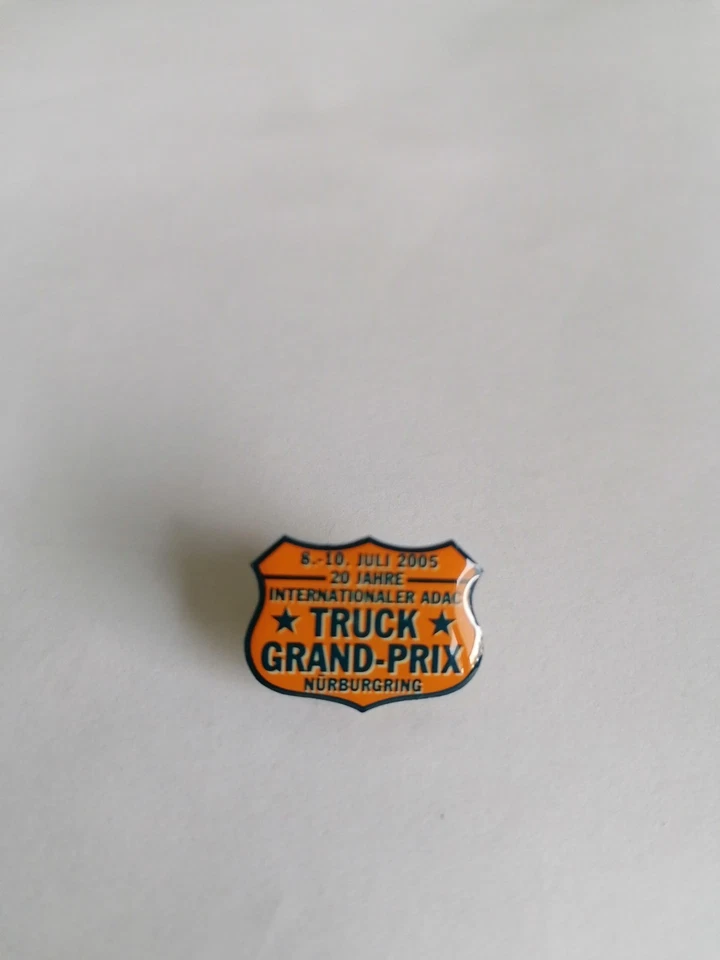 8.-10. JULI 2005
20 JAHRE
INTERNATIONALER ADAC
★ TRUCK ★
GRAND-PRIX
NÜRBURGRING